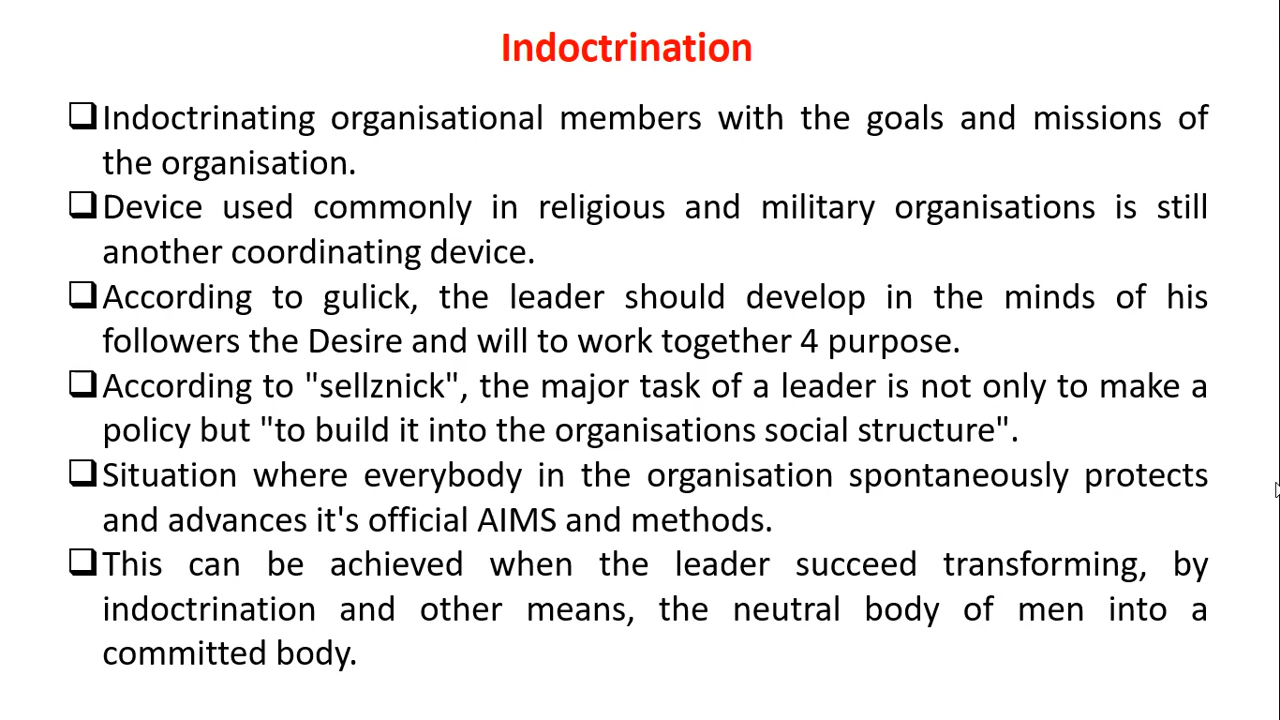 Indoctrination
❑Indoctrinating organisational members with the goals and missions of
the organisation.
❑Device used commonly in religious and military organisations is still
another coordinating device.
❑According to gulick, the leader should develop in the minds of his
followers the Desire and will to work together 4 purpose.
❑According to "sellznick", the major task of a leader is not only to make a
policy but "to build it into the organisations social structure".
❑Situation where everybody in the organisation spontaneously protects
and advances it's official AIMS and methods.
❑This can be achieved when the leader succeed transforming, by
indoctrination and other means, the neutral body of men into a
committed body.